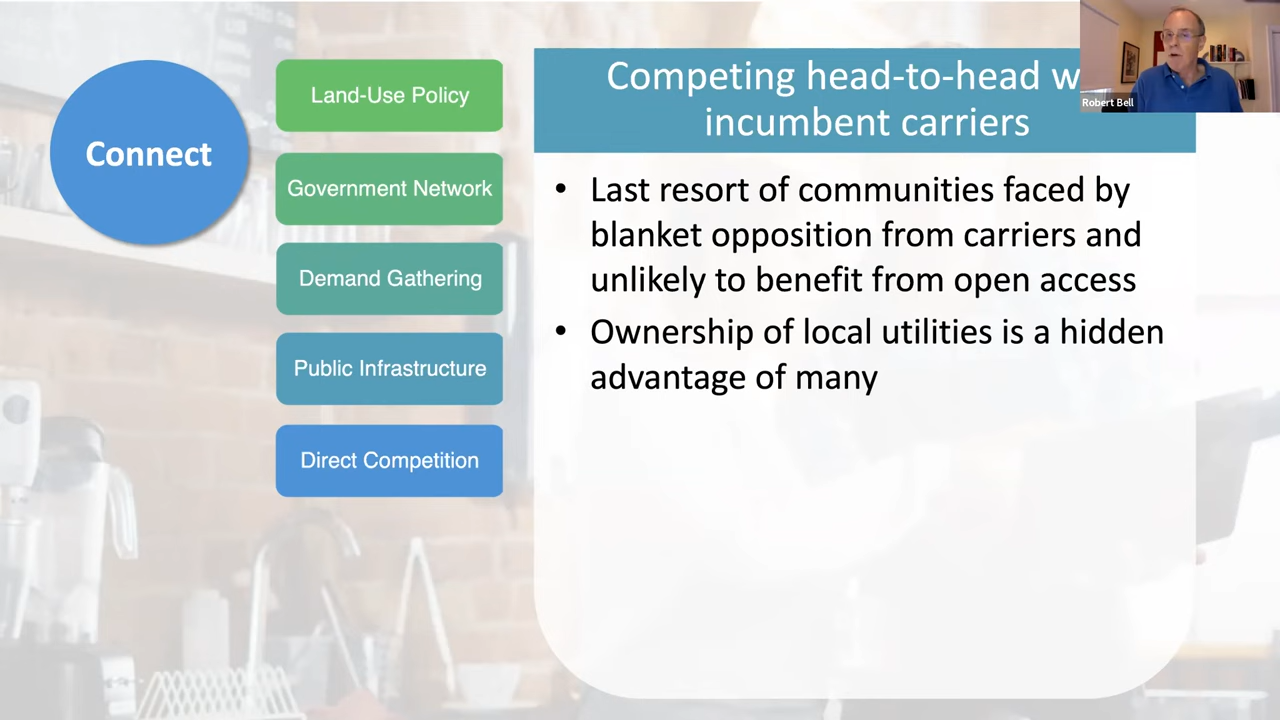 Connect
Land-Use Policy
Government Network
Demand Gathering
Public Infrastructure
Direct Competition
Competing head-to-head
incumbent carriers
• Last resort of communities faced by
blanket opposition from carriers and
unlikely to benefit from open access
• Ownership of local utilities is a hidden
advantage of many
Robert Bell